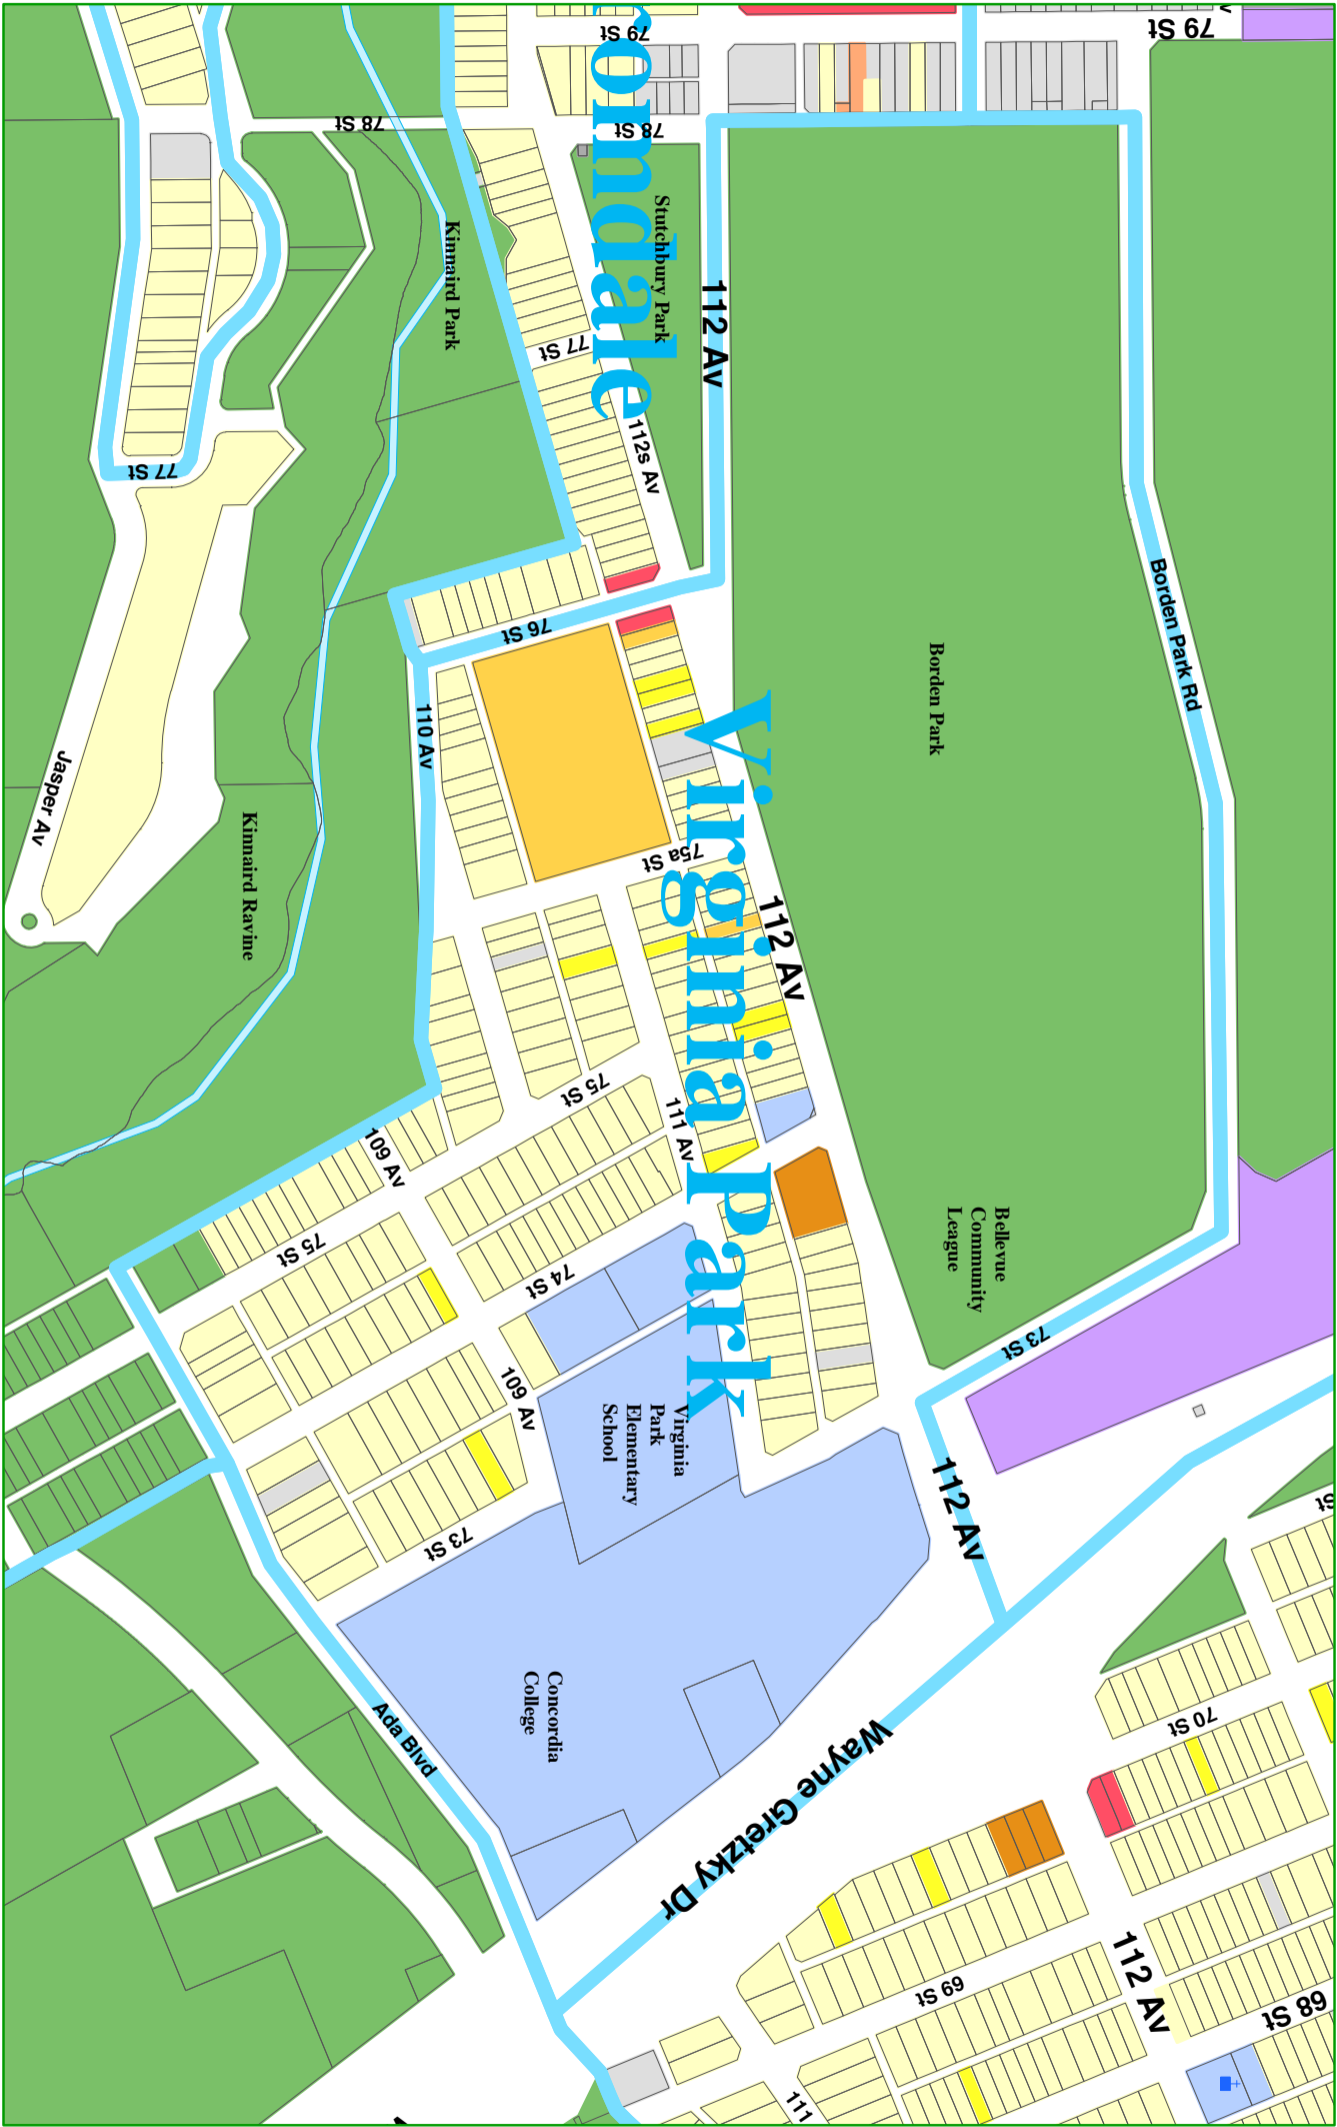 79 St
79 St
78 St
78 St
Kinnaird Park
Stutchbury Park
omdale
112 Av
77 St
112s Av
77 St
76 St
Borden Park Rd
Borden Park
110 Av
Jasper Av
Kinnaird Ravine
75a St
Virginia Park
112 Av
75 St
111 Av
109 Av
75 St
74 St
Bellevue
Community
League
73 St
109 Av
Virginia
Park
Elementary
School
112 Av
73 St
St
Concordia
College
Ada Blvd
Wayne Gretzky Dr
70 St
69 St
112 Av
68 St
111